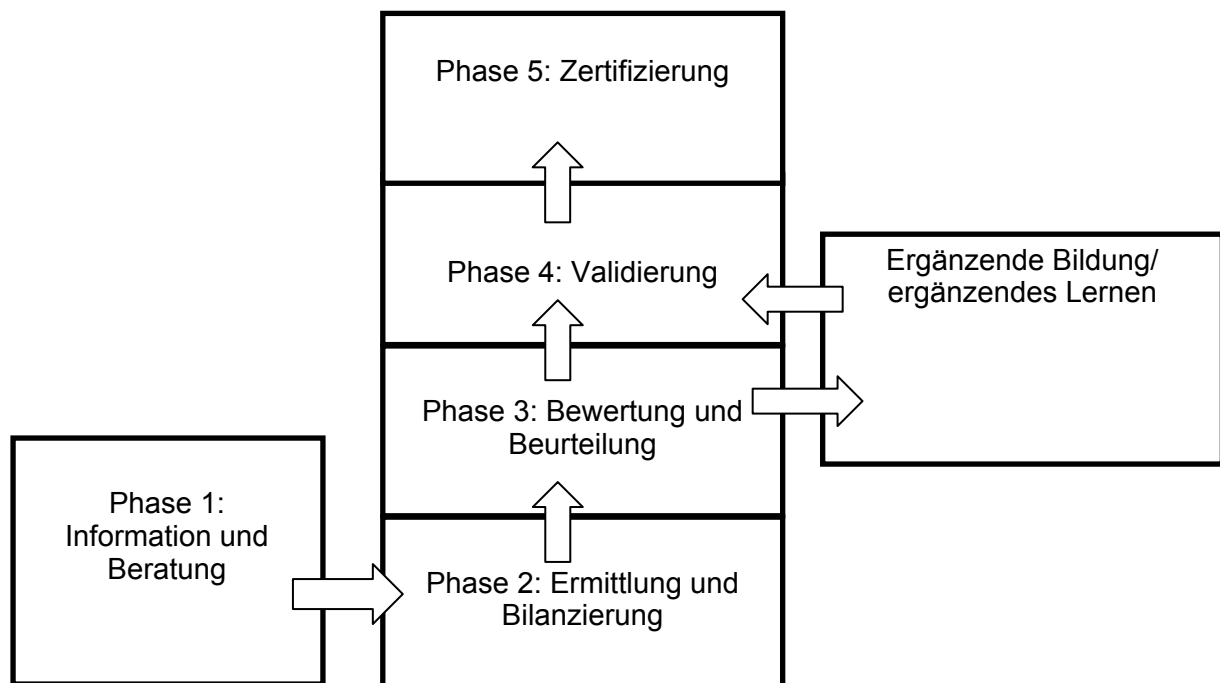 Phase 5: Zertifizierung
Phase 4: Validierung
Ergänzende Bildung/
ergänzendes Lernen
Phase 3: Bewertung und
Beurteilung
Phase 1:
Information und
Beratung
Phase 2: Ermittlung und
Bilanzierung